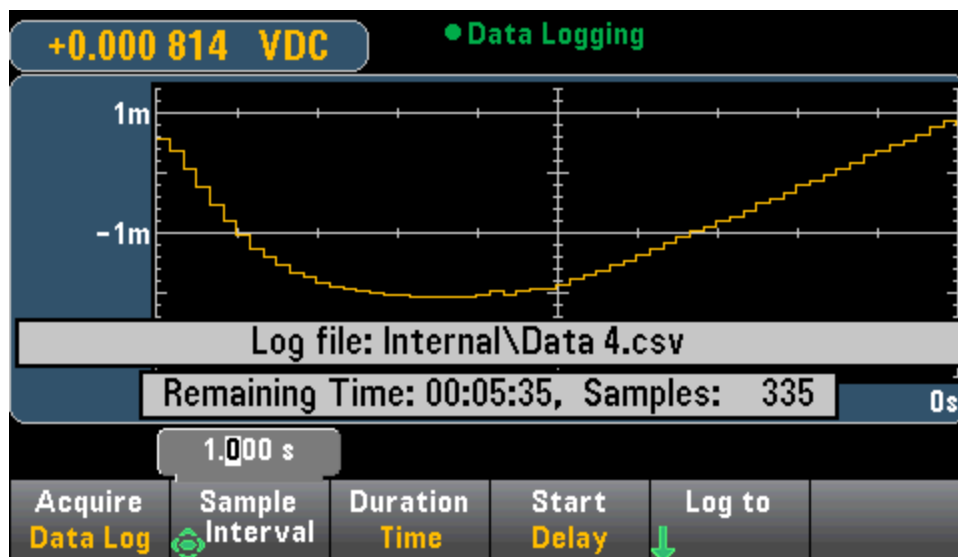 +0.000 814 VDC
Data Logging
1m
-1m
Log file: Internal\Data 4.csv
Remaining Time: 00:05:35, Samples: 335
0s
1.000 s
Acquire
Data Log
Sample
Interval
Duration
Time
Start
Delay
Log to